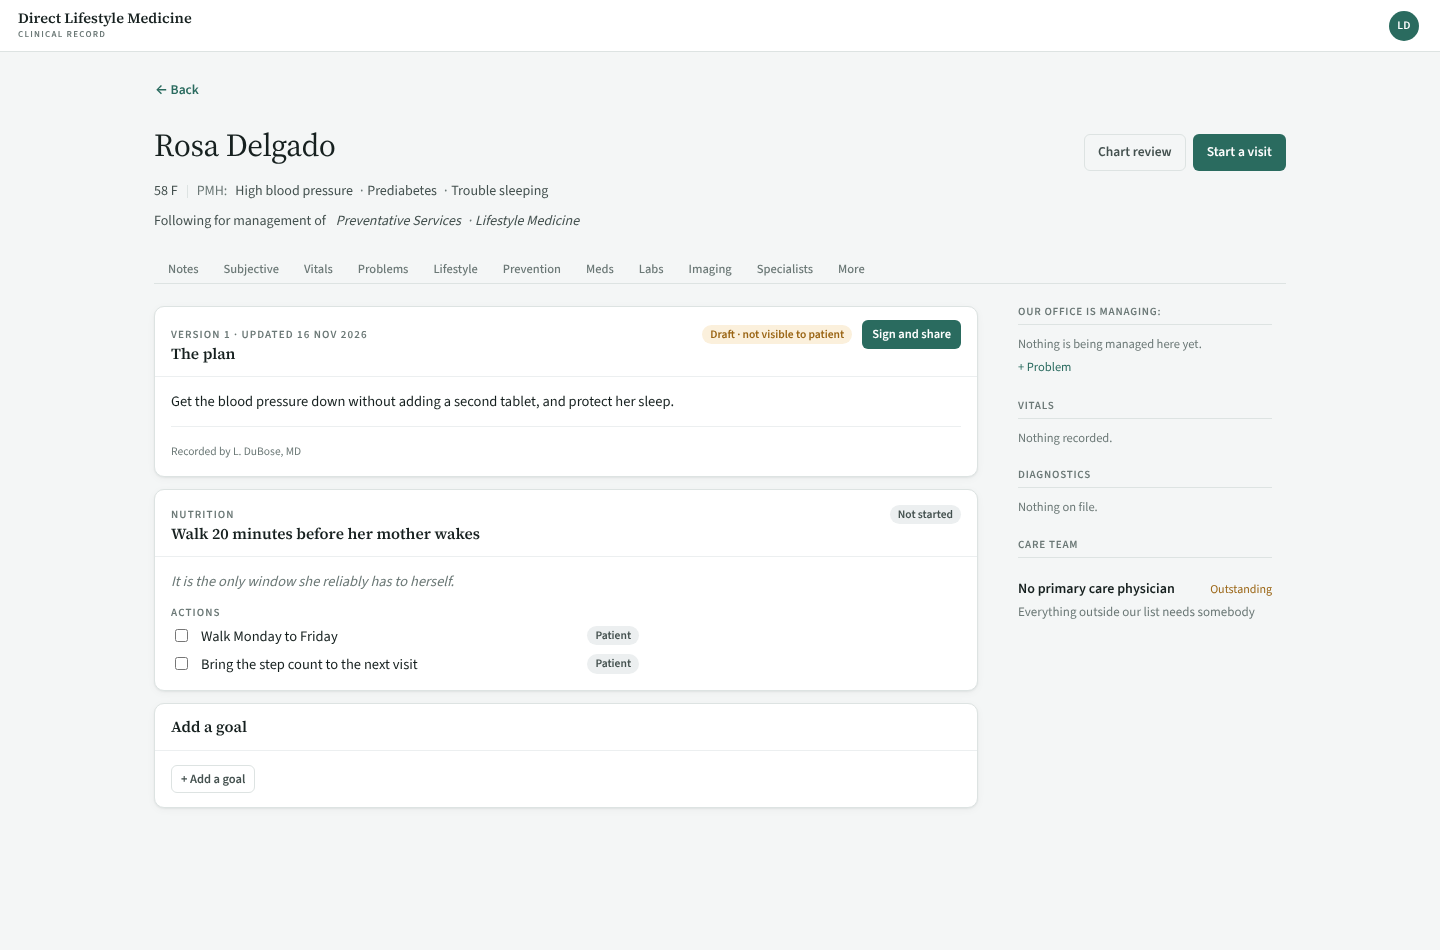 Direct Lifestyle Medicine
CLINICAL RECORD
LD
← Back
Rosa Delgado
Chart review
Start a visit
58 F | PMH: High blood pressure · Prediabetes · Trouble sleeping
Following for management of Preventative Services · Lifestyle Medicine
Notes Subjective Vitals Problems Lifestyle Prevention Meds Labs Imaging Specialists More
VERSION 1 · UPDATED 16 NOV 2026
The plan
Draft · not visible to patient
Sign and share
Get the blood pressure down without adding a second tablet, and protect her sleep.
Recorded by L. DuBose, MD
NUTRITION
Walk 20 minutes before her mother wakes
Not started
It is the only window she reliably has to herself.
ACTIONS
Walk Monday to Friday Patient
Bring the step count to the next visit Patient
Add a goal
+ Add a goal
OUR OFFICE IS MANAGING:
Nothing is being managed here yet.
+ Problem
VITALS
Nothing recorded.
DIAGNOSTICS
Nothing on file.
CARE TEAM
No primary care physician Outstanding
Everything outside our list needs somebody